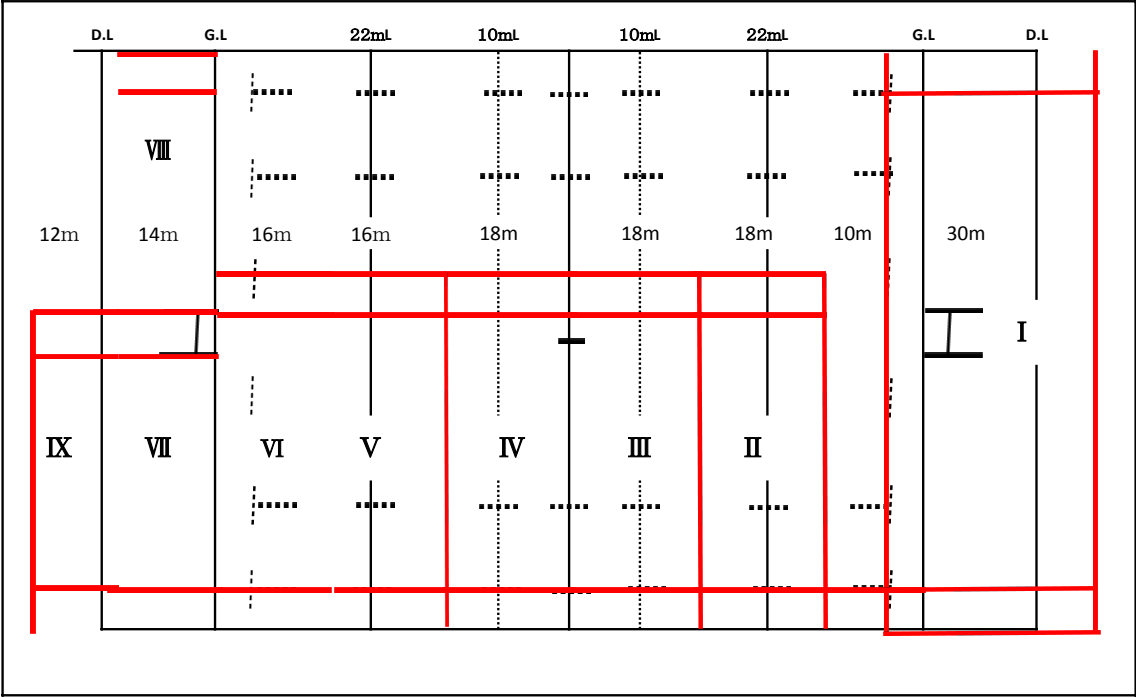 D.L G.L 22mL 10mL 10mL 22mL G.L D.L
Ⅷ
12m 14m 16m 16m 18m 18m 18m 10m 30m
Ⅰ
Ⅸ Ⅶ Ⅵ Ⅴ Ⅳ Ⅲ Ⅱ